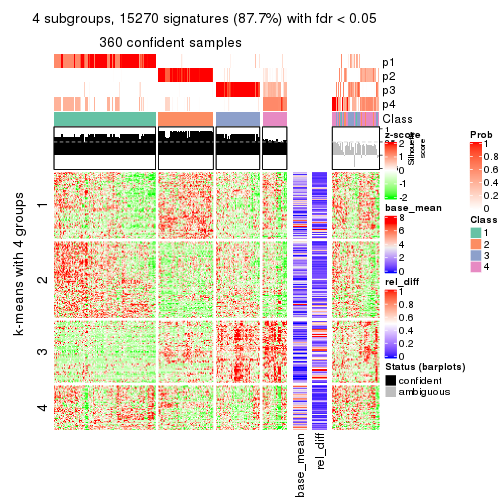 4 subgroups, 15270 signatures (87.7%) with fdr < 0.05
360 confident samples
p1
p2
p3
p4
Class
1
Silhouette
score
k-means with 4 groups
1
2
3
4
base_mean
rel_diff
z-score
2
1
0
-1
-2
base_mean
8
6
4
2
0
rel_diff
1
0.8
0.6
0.4
0.2
0
Status (barplots)
confident
ambiguous
Prob
1
0.8
0.6
0.4
0.2
0
Class
1
2
3
4